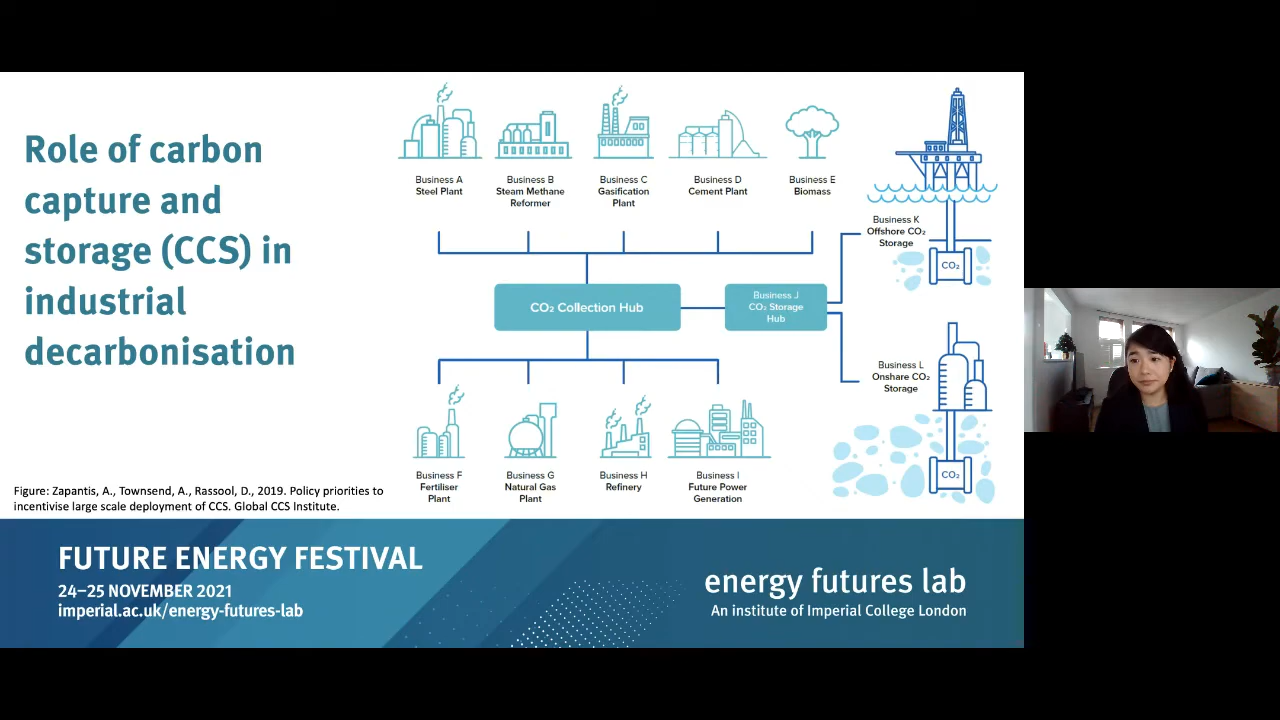 Role of carbon
capture and
storage (CCS) in
industrial
decarbonisation
Business A
Steel Plant
Business B
Steam Methane
Reformer
Business C
Gasification
Plant
Business D
Cement Plant
Business E
Biomass
Business K
Offshore CO₂
Storage
CO₂
CO₂ Collection Hub
Business J
CO₂ Storage
Hub
Business L
Onshare CO₂
Storage
CO₂
Business F
Fertiliser
Plant
Business G
Natural Gas
Plant
Business H
Refinery
Business I
Future Power
Generation
Figure: Zapantis, A., Townsend, A., Rassool, D., 2019. Policy priorities to
incentivise large scale deployment of CCS. Global CCS Institute.
FUTURE ENERGY FESTIVAL
24–25 NOVEMBER 2021
imperial.ac.uk/energy-futures-lab
energy futures lab
An institute of Imperial College London